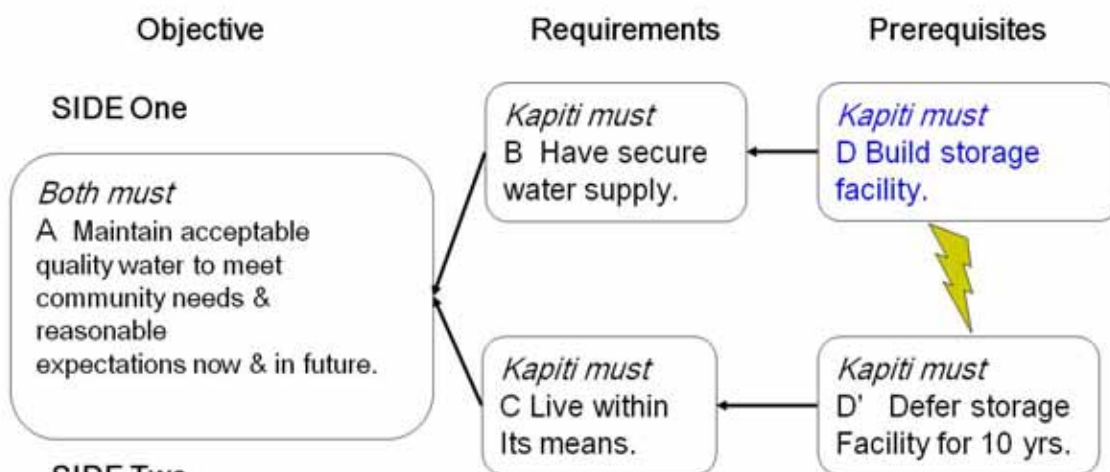 Objective
Requirements
Prerequisites
SIDE One
Both must
A Maintain acceptable
quality water to meet
community needs &
reasonable
expectations now & in future.
Kapiti must
B Have secure
water supply.
Kapiti must
D Build storage
facility.
Kapiti must
C Live within
Its means.
Kapiti must
D' Defer storage
Facility for 10 yrs.
SIDE Two